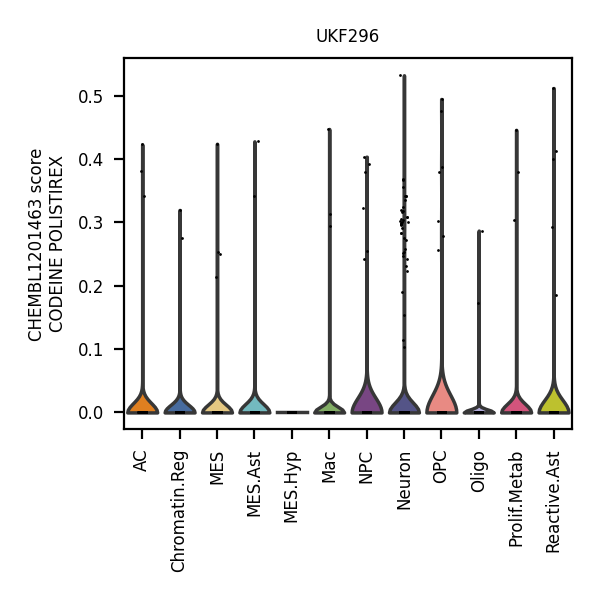 UKF296
CHEMBL1201463 score
CODEINE POLISTIREX
0.5
0.4
0.3
0.2
0.1
0.0
AC
Chromatin.Reg
MES
MES.Ast
MES.Hyp
Mac
NPC
Neuron
OPC
Oligo
Prolif.Metab
Reactive.Ast